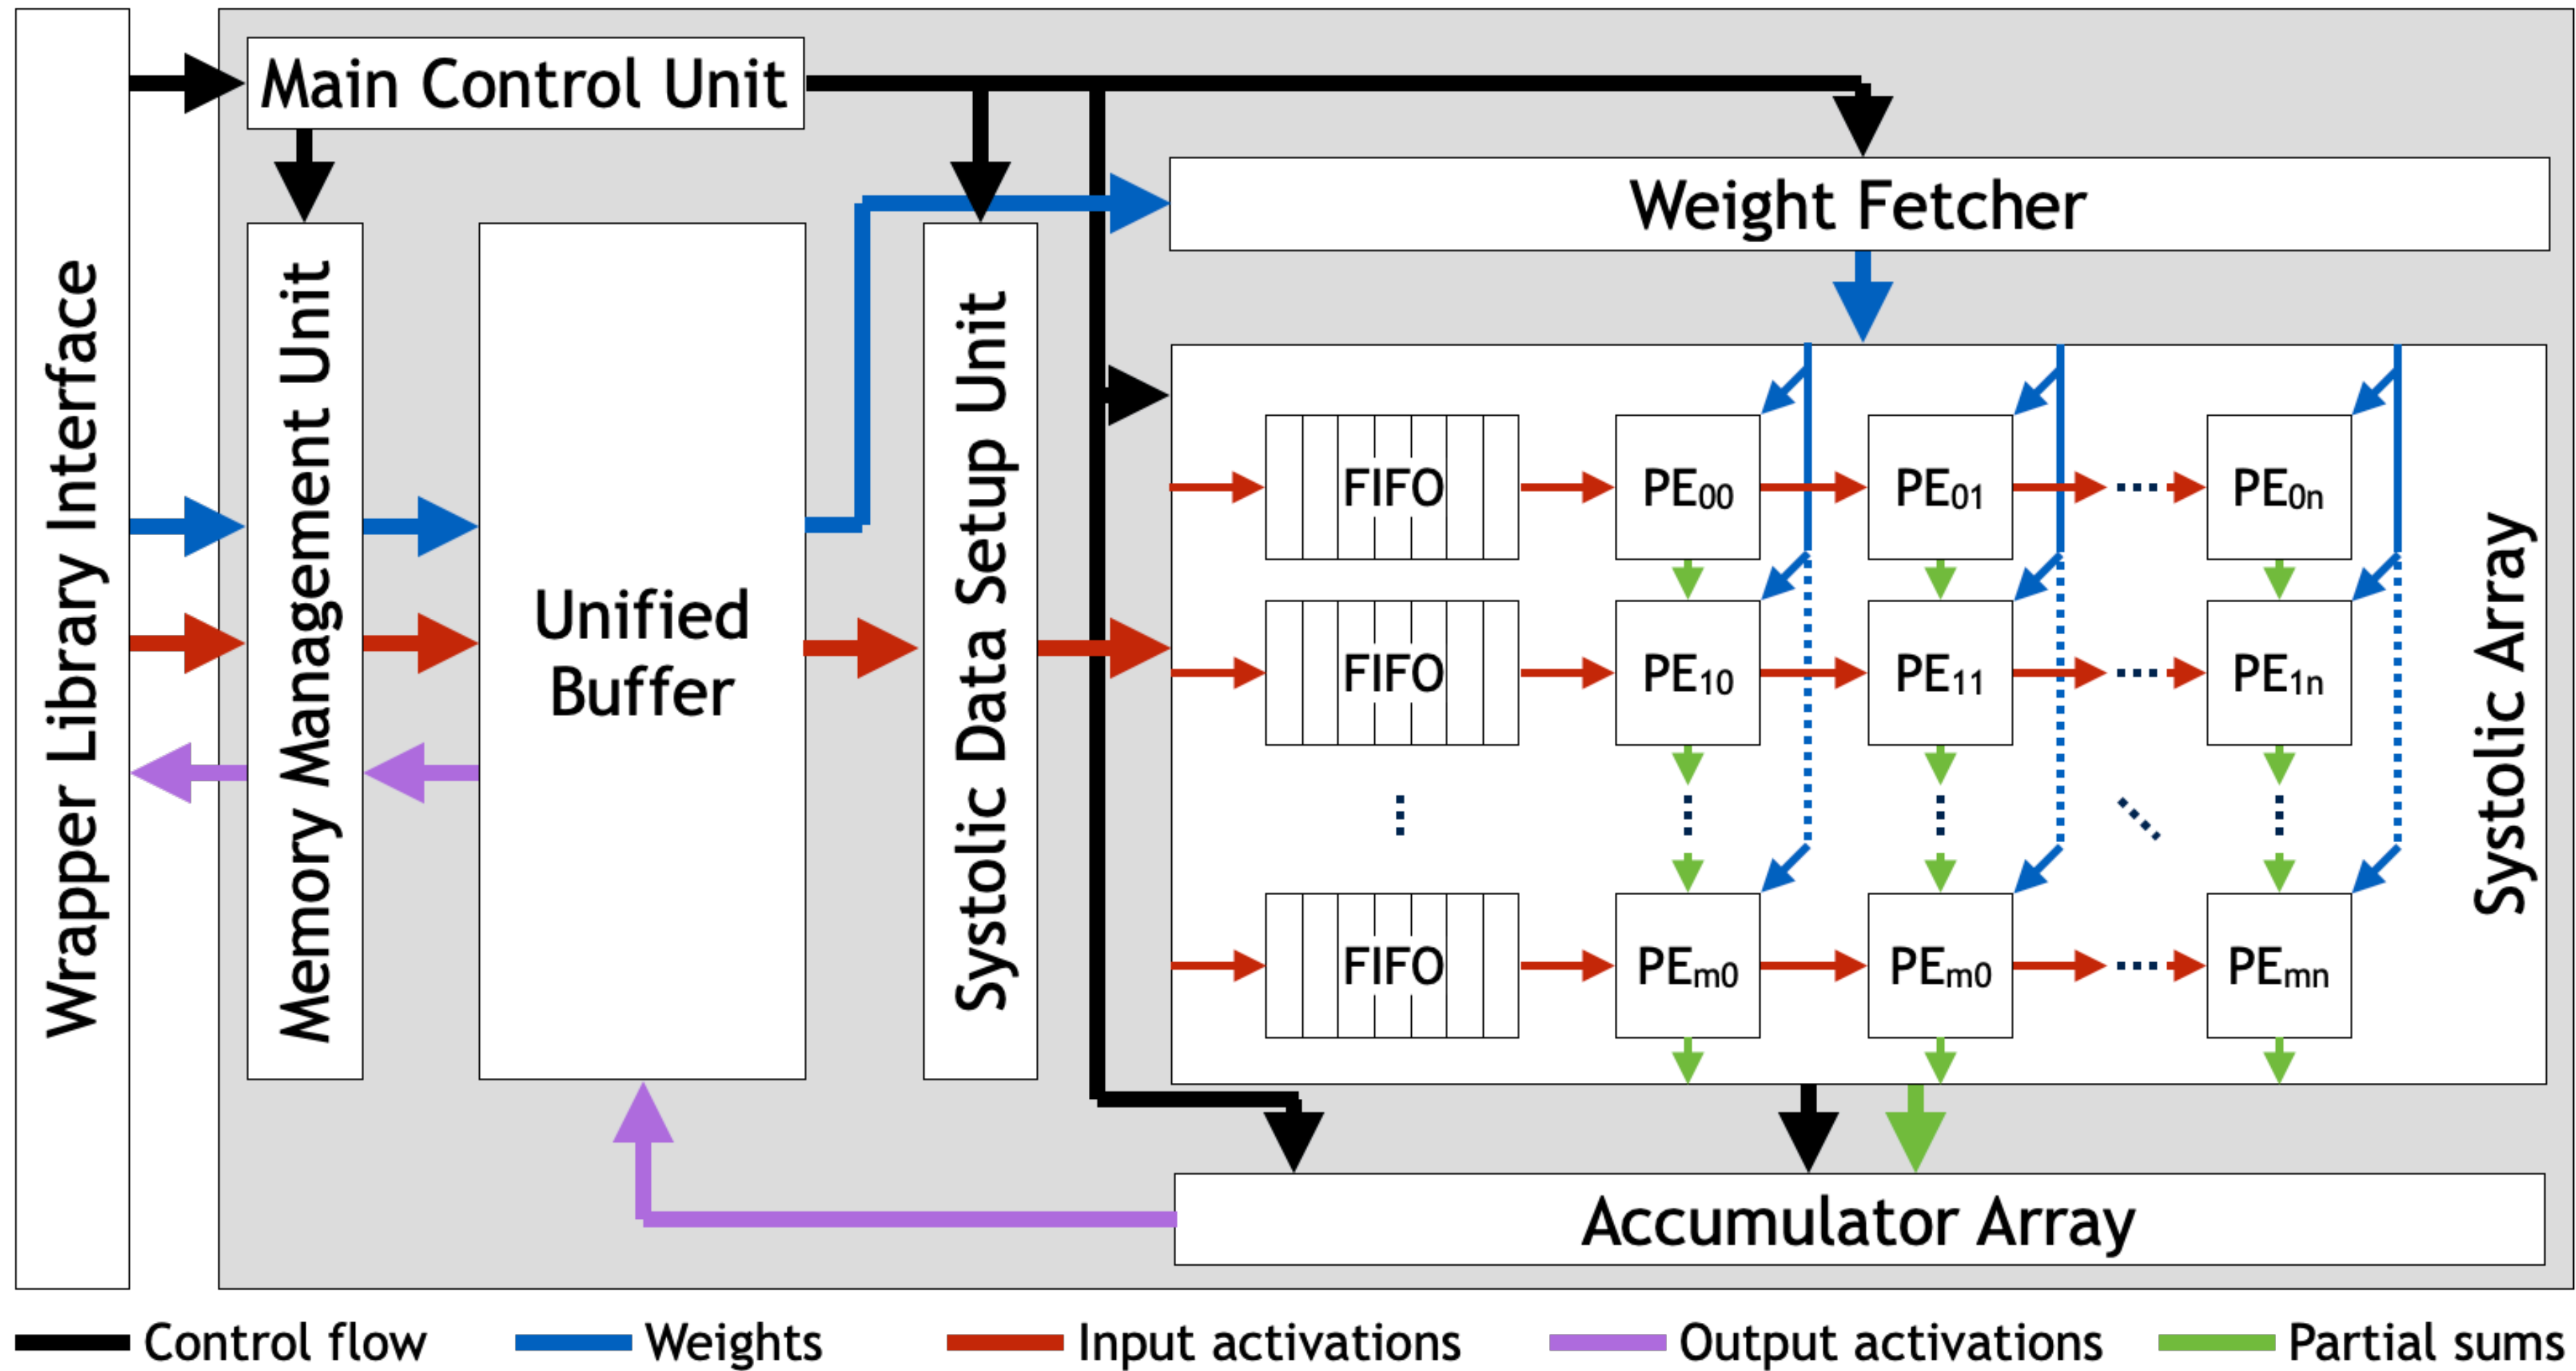 Wrapper Library Interface
Main Control Unit
Memory Management Unit
Unified
Buffer
Systolic Data Setup Unit
Weight Fetcher
FIFO PE00 PE01 PE0n
FIFO PE10 PE11 PE1n
FIFO PEm0 PEm0 PEmn
Systolic Array
Accumulator Array
Control flow Weights Input activations Output activations Partial sums